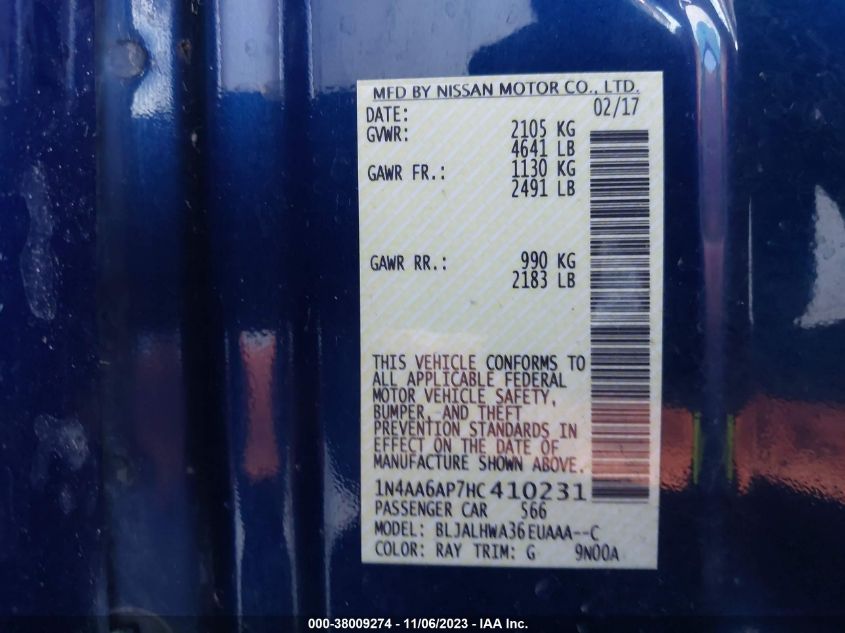 MFD BY NISSAN MOTOR CO., LTD.
DATE: 02/17
GVWR: 2105 KG
4641 LB
GAWR FR.: 1130 KG
2491 LB
GAWR RR.: 990 KG
2183 LB
THIS VEHICLE CONFORMS TO
ALL APPLICABLE FEDERAL
MOTOR VEHICLE SAFETY,
BUMPER, AND THEFT
PREVENTION STANDARDS IN
EFFECT ON THE DATE OF
MANUFACTURE SHOWN ABOVE.
1N4AA6AP7HC410231
PASSENGER CAR 566
MODEL: BLJALHWA36EUAAA--C
COLOR: RAY TRIM: G 9N00A
000-38009274 - 11/06/2023 - IAA Inc.